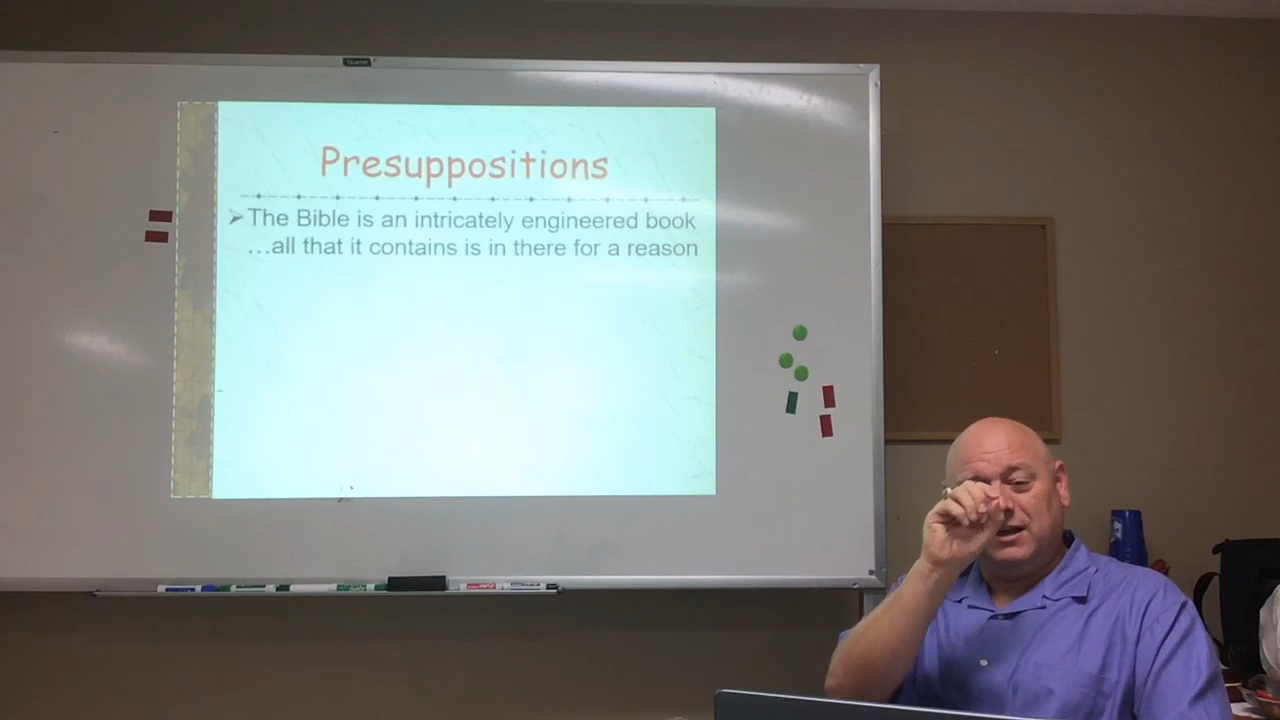 Presuppositions
➢The Bible is an intricately engineered book
…all that it contains is in there for a reason